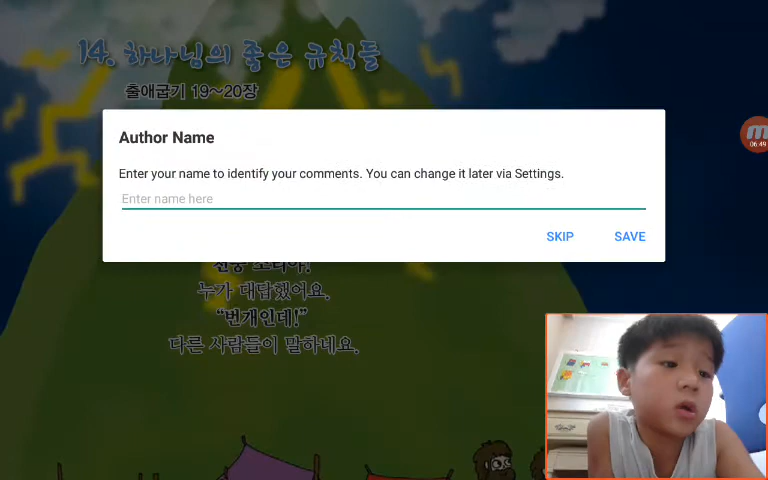 14. 하나님의 좋은 규칙들
출애굽기 19~20장
Author Name
Enter your name to identify your comments. You can change it later via Settings.
Enter name here
SKIP SAVE
누가 대답했어요.
“번개인데!”
다른 사람들이 말하네요.
06:49